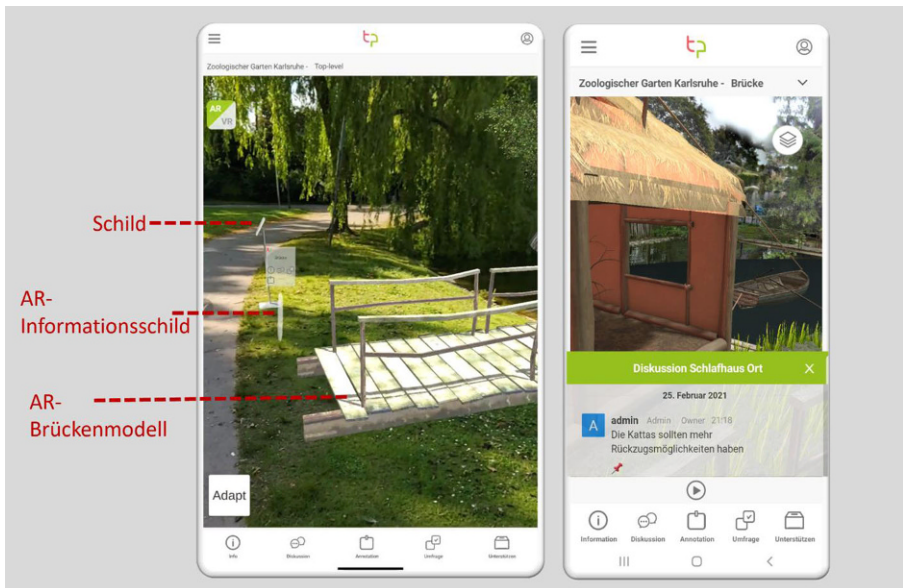 Schild
AR-
Informationsschild
AR-
Brückenmodell
tp
Zoologischer Garten Karlsruhe - Top-level
AR
VR
Adapt
Info
Diskussion
Annotation
Umfrage
Unterstützen
tp
Zoologischer Garten Karlsruhe - Brücke
Diskussion Schlafhaus Ort X
25. Februar 2021
A
admin Admin Owner 21:18
Die Kattas sollten mehr
Rückzugsmöglichkeiten haben
Information
Diskussion
Annotation
Umfrage
Unterstützen